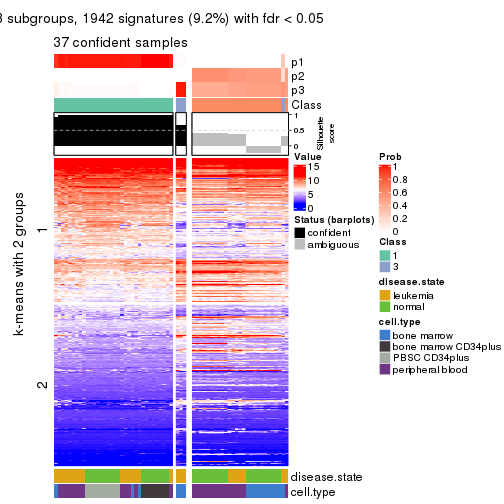 3 subgroups, 1942 signatures (9.2%) with fdr < 0.05
37 confident samples
p1
p2
p3
Class
1
0.5
0
Silhouette
score
k-means with 2 groups
1
2
Value
15
10
5
0
Status (barplots)
confident
ambiguous
Prob
1
0.8
0.6
0.4
0.2
0
Class
1
3
disease.state
leukemia
normal
cell.type
bone marrow
bone marrow CD34plus
PBSC CD34plus
peripheral blood
disease.state
cell.type